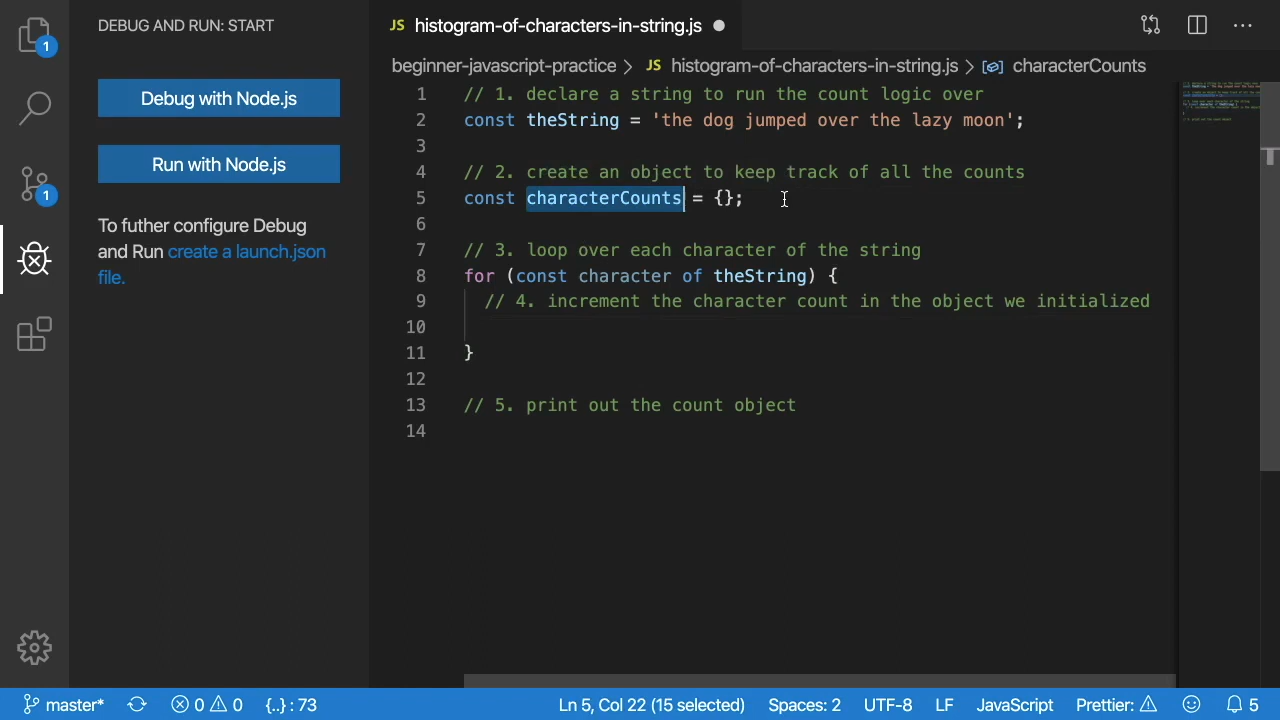 DEBUG AND RUN: START
JS histogram-of-characters-in-string.js
1
Debug with Node.js
Run with Node.js
1
To futher configure Debug
and Run create a launch.json
file.
beginner-javascript-practice > JS histogram-of-characters-in-string.js > characterCounts
1 // 1. declare a string to run the count logic over
2 const theString = 'the dog jumped over the lazy moon';
3
4 // 2. create an object to keep track of all the counts
5 const characterCounts = {};
6
7 // 3. loop over each character of the string
8 for (const character of theString) {
9 // 4. increment the character count in the object we initialized
10
11 }
12
13 // 5. print out the count object
14
master* 0 0 {..} : 73 Ln 5, Col 22 (15 selected) Spaces: 2 UTF-8 LF JavaScript Prettier: 5